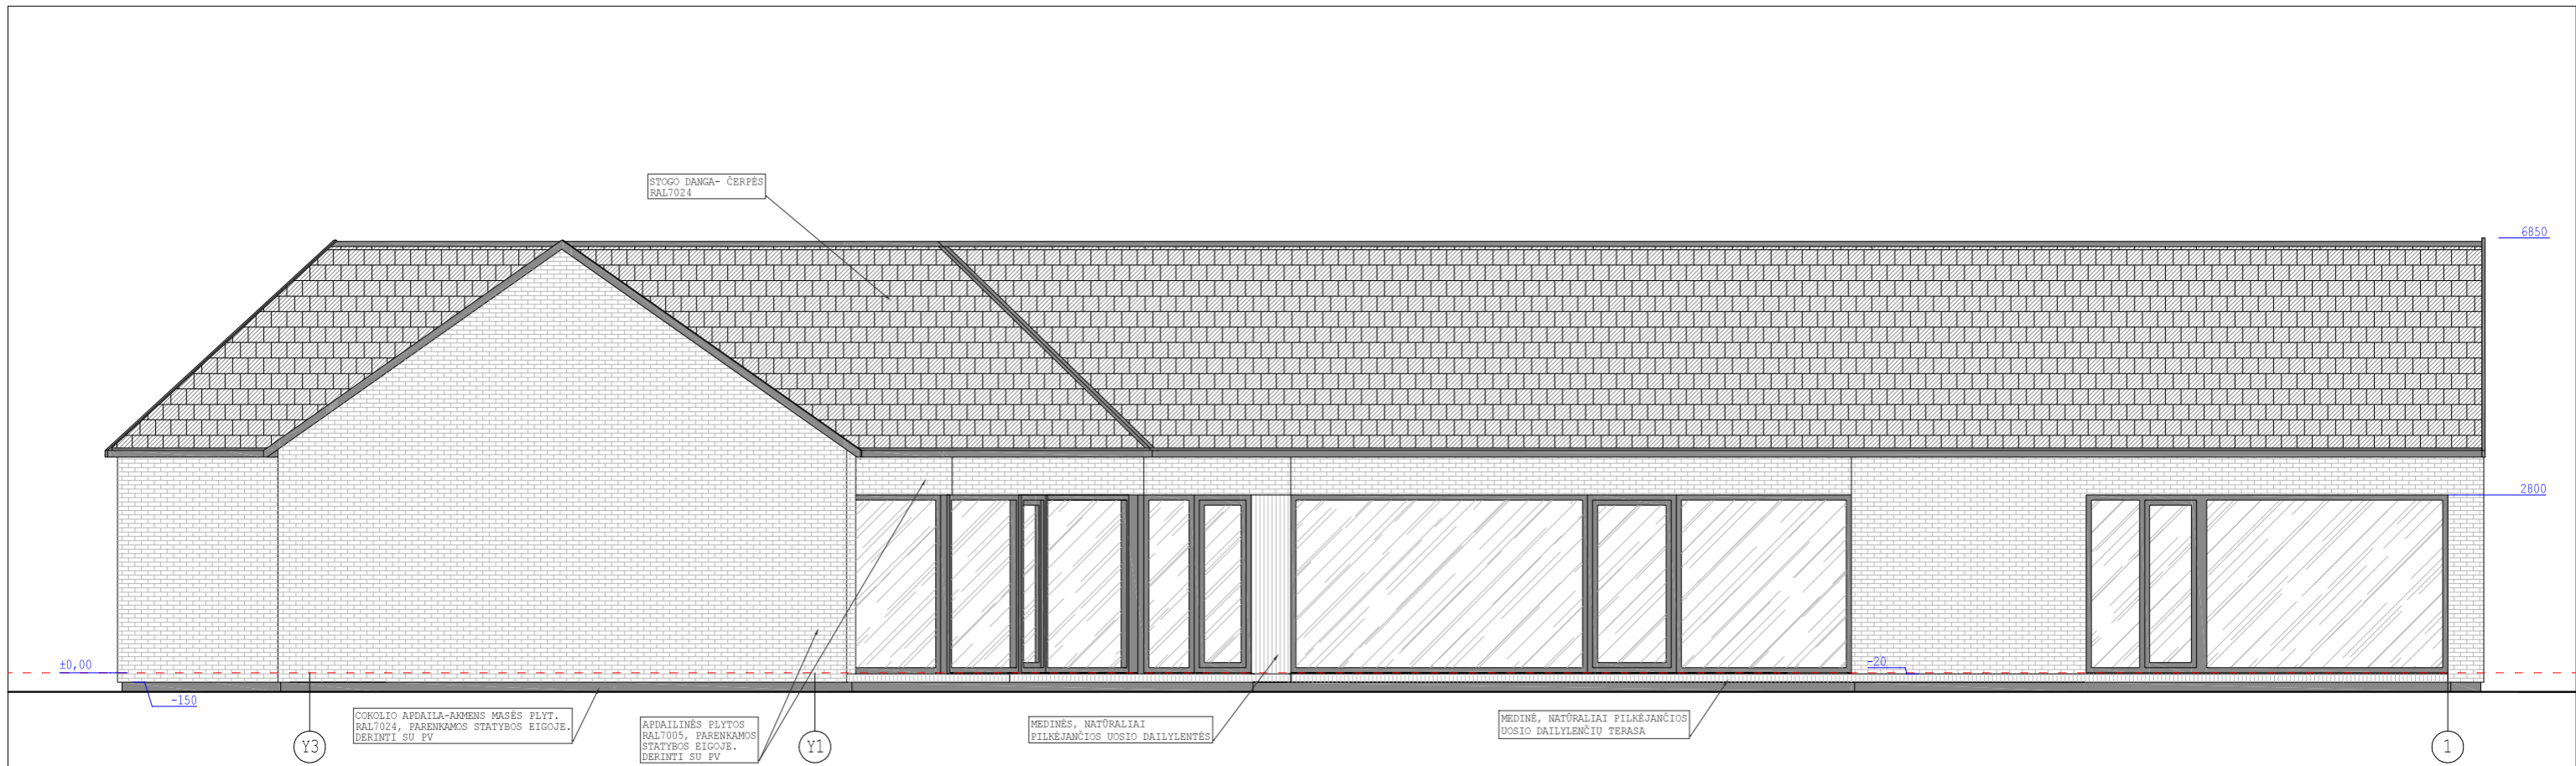 STOGO DANGA- ČERPĖS
RAL7024
6850
2800
±0,00
-20
-150
COKOLIO APDAILA-AKMENS MASĖS PLYT.
RAL7024, PARENKAMOS STATYBOS EIGOJE.
DERINTI SU PV
APDAILINĖS PLYTOS
RAL7005, PARENKAMOS
STATYBOS EIGOJE.
DERINTI SU PV
MEDINĖS, NATŪRALIAI
PILKĖJANČIOS UOSIO DAILYLENTĖS
MEDINĖ, NATŪRALIAI PILKĖJANČIOS
UOSIO DAILYLENČIŲ TERASA
Y3
Y1
1